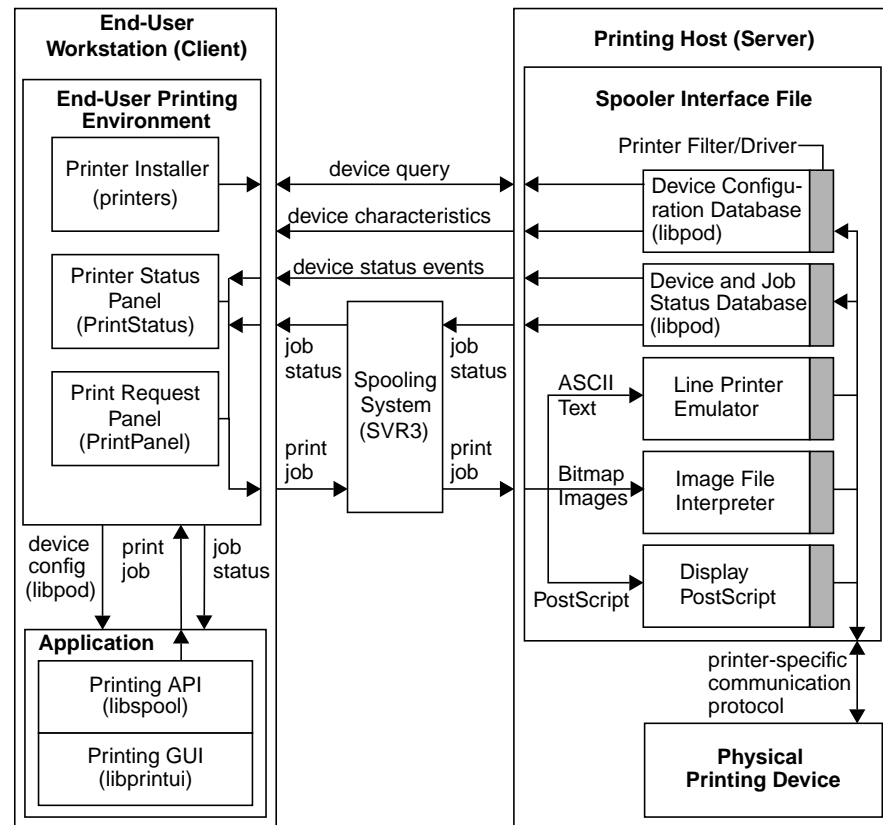 End-User
Workstation (Client)
End-User Printing
Environment
Printer Installer
(printers)
Printer Status
Panel
(PrintStatus)
Print Request
Panel
(PrintPanel)
device
config
(libpod)
print
job
job
status
Application
Printing API
(libspool)
Printing GUI
(libprintui)
device query
device characteristics
device status events
job
status
print
job
Spooling
System
(SVR3)
job
status
print
job
Printing Host (Server)
Spooler Interface File
Printer Filter/Driver
Device Configu-
ration Database
(libpod)
Device and Job
Status Database
(libpod)
ASCII
Text
Line Printer
Emulator
Bitmap
Images
Image File
Interpreter
PostScript
Display
PostScript
printer-specific
communication
protocol
Physical
Printing Device